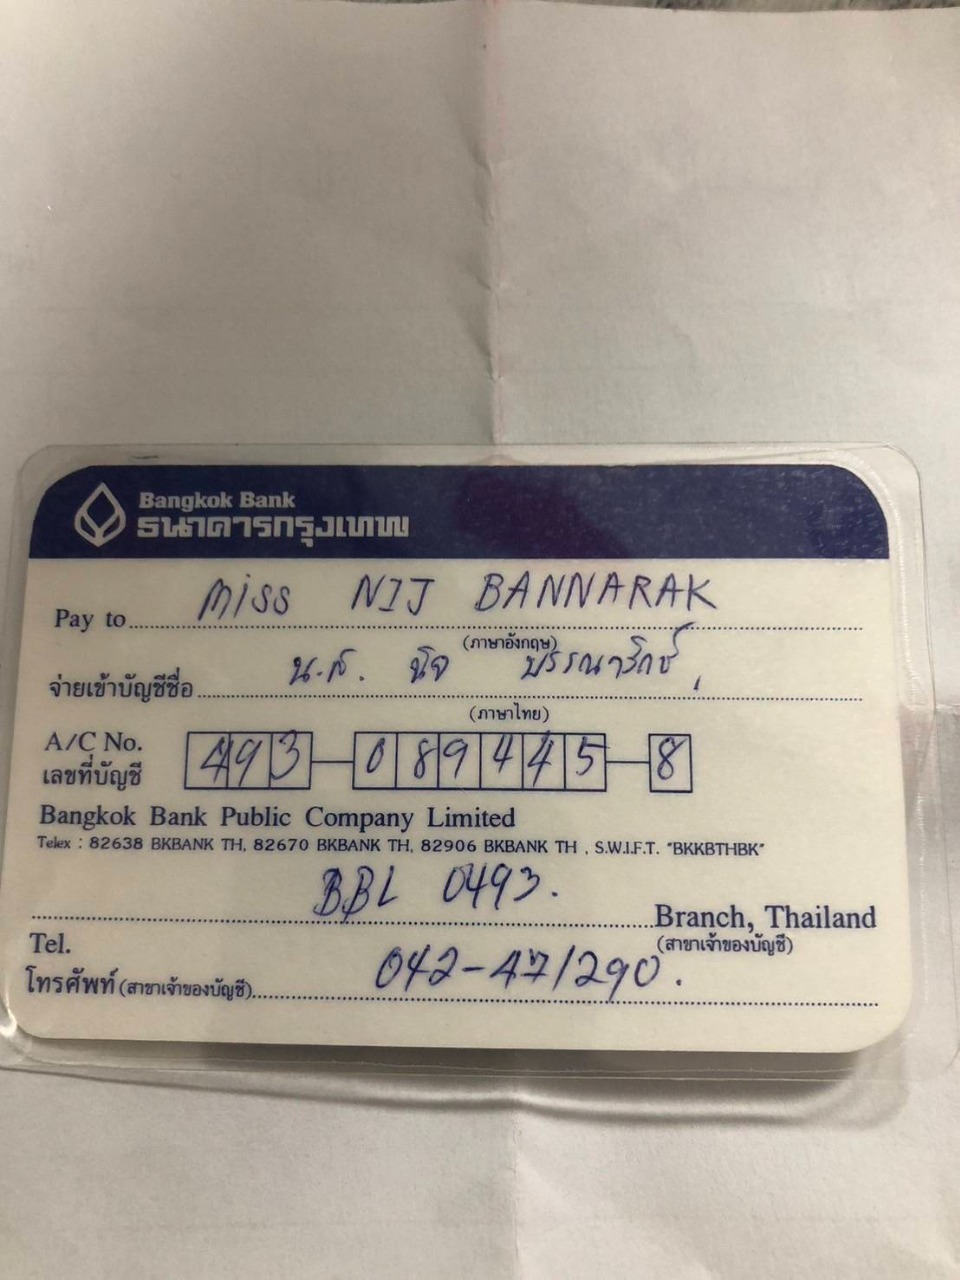 Bangkok Bank
ธนาคารกรุงเทพ
Pay to Miss NIJ BANNARAK
(ภาษาอังกฤษ)
จ่ายเข้าบัญชีชื่อ น.ส. นิจ บรรณารักษ์
(ภาษาไทย)
A/C No.
เลขที่บัญชี 493-089445-8
Bangkok Bank Public Company Limited
Telex : 82638 BKBANK TH, 82670 BKBANK TH, 82906 BKBANK TH , S.W.I.F.T. "BKKBTHBK"
BBL 0493. Branch, Thailand
(สาขาเจ้าของบัญชี)
Tel.
โทรศัพท์ (สาขาเจ้าของบัญชี) 042-471290.